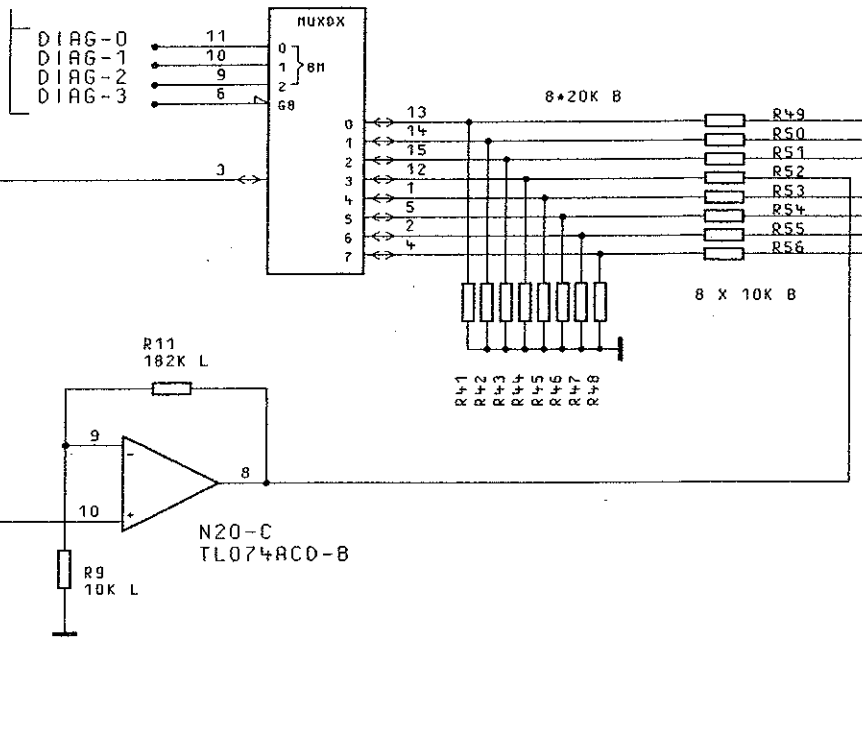 MUXDX
DIAG-0 11 0
DIAG-1 10 1 8M
DIAG-2 9 2
DIAG-3 6 G8
8*20K B
0 13 R49
1 14 R50
2 15 R51
3 3 12 R52
4 1 R53
5 5 R54
6 2 R55
7 4 R56
8 X 10K B
R11
182K L
R41 R42 R43 R44 R45 R46 R47 R48
9 -
8
10 +
N20-C
TL074ACD-B
R9
10K L